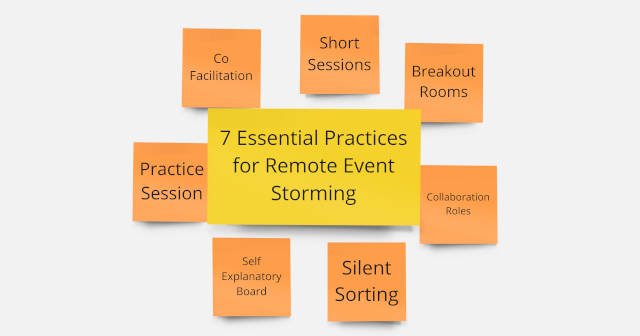 Co
Facilitation
Short
Sessions
Breakout
Rooms
7 Essential Practices
for Remote Event
Storming
Practice
Session
Collaboration
Roles
Self
Explanatory
Board
Silent
Sorting